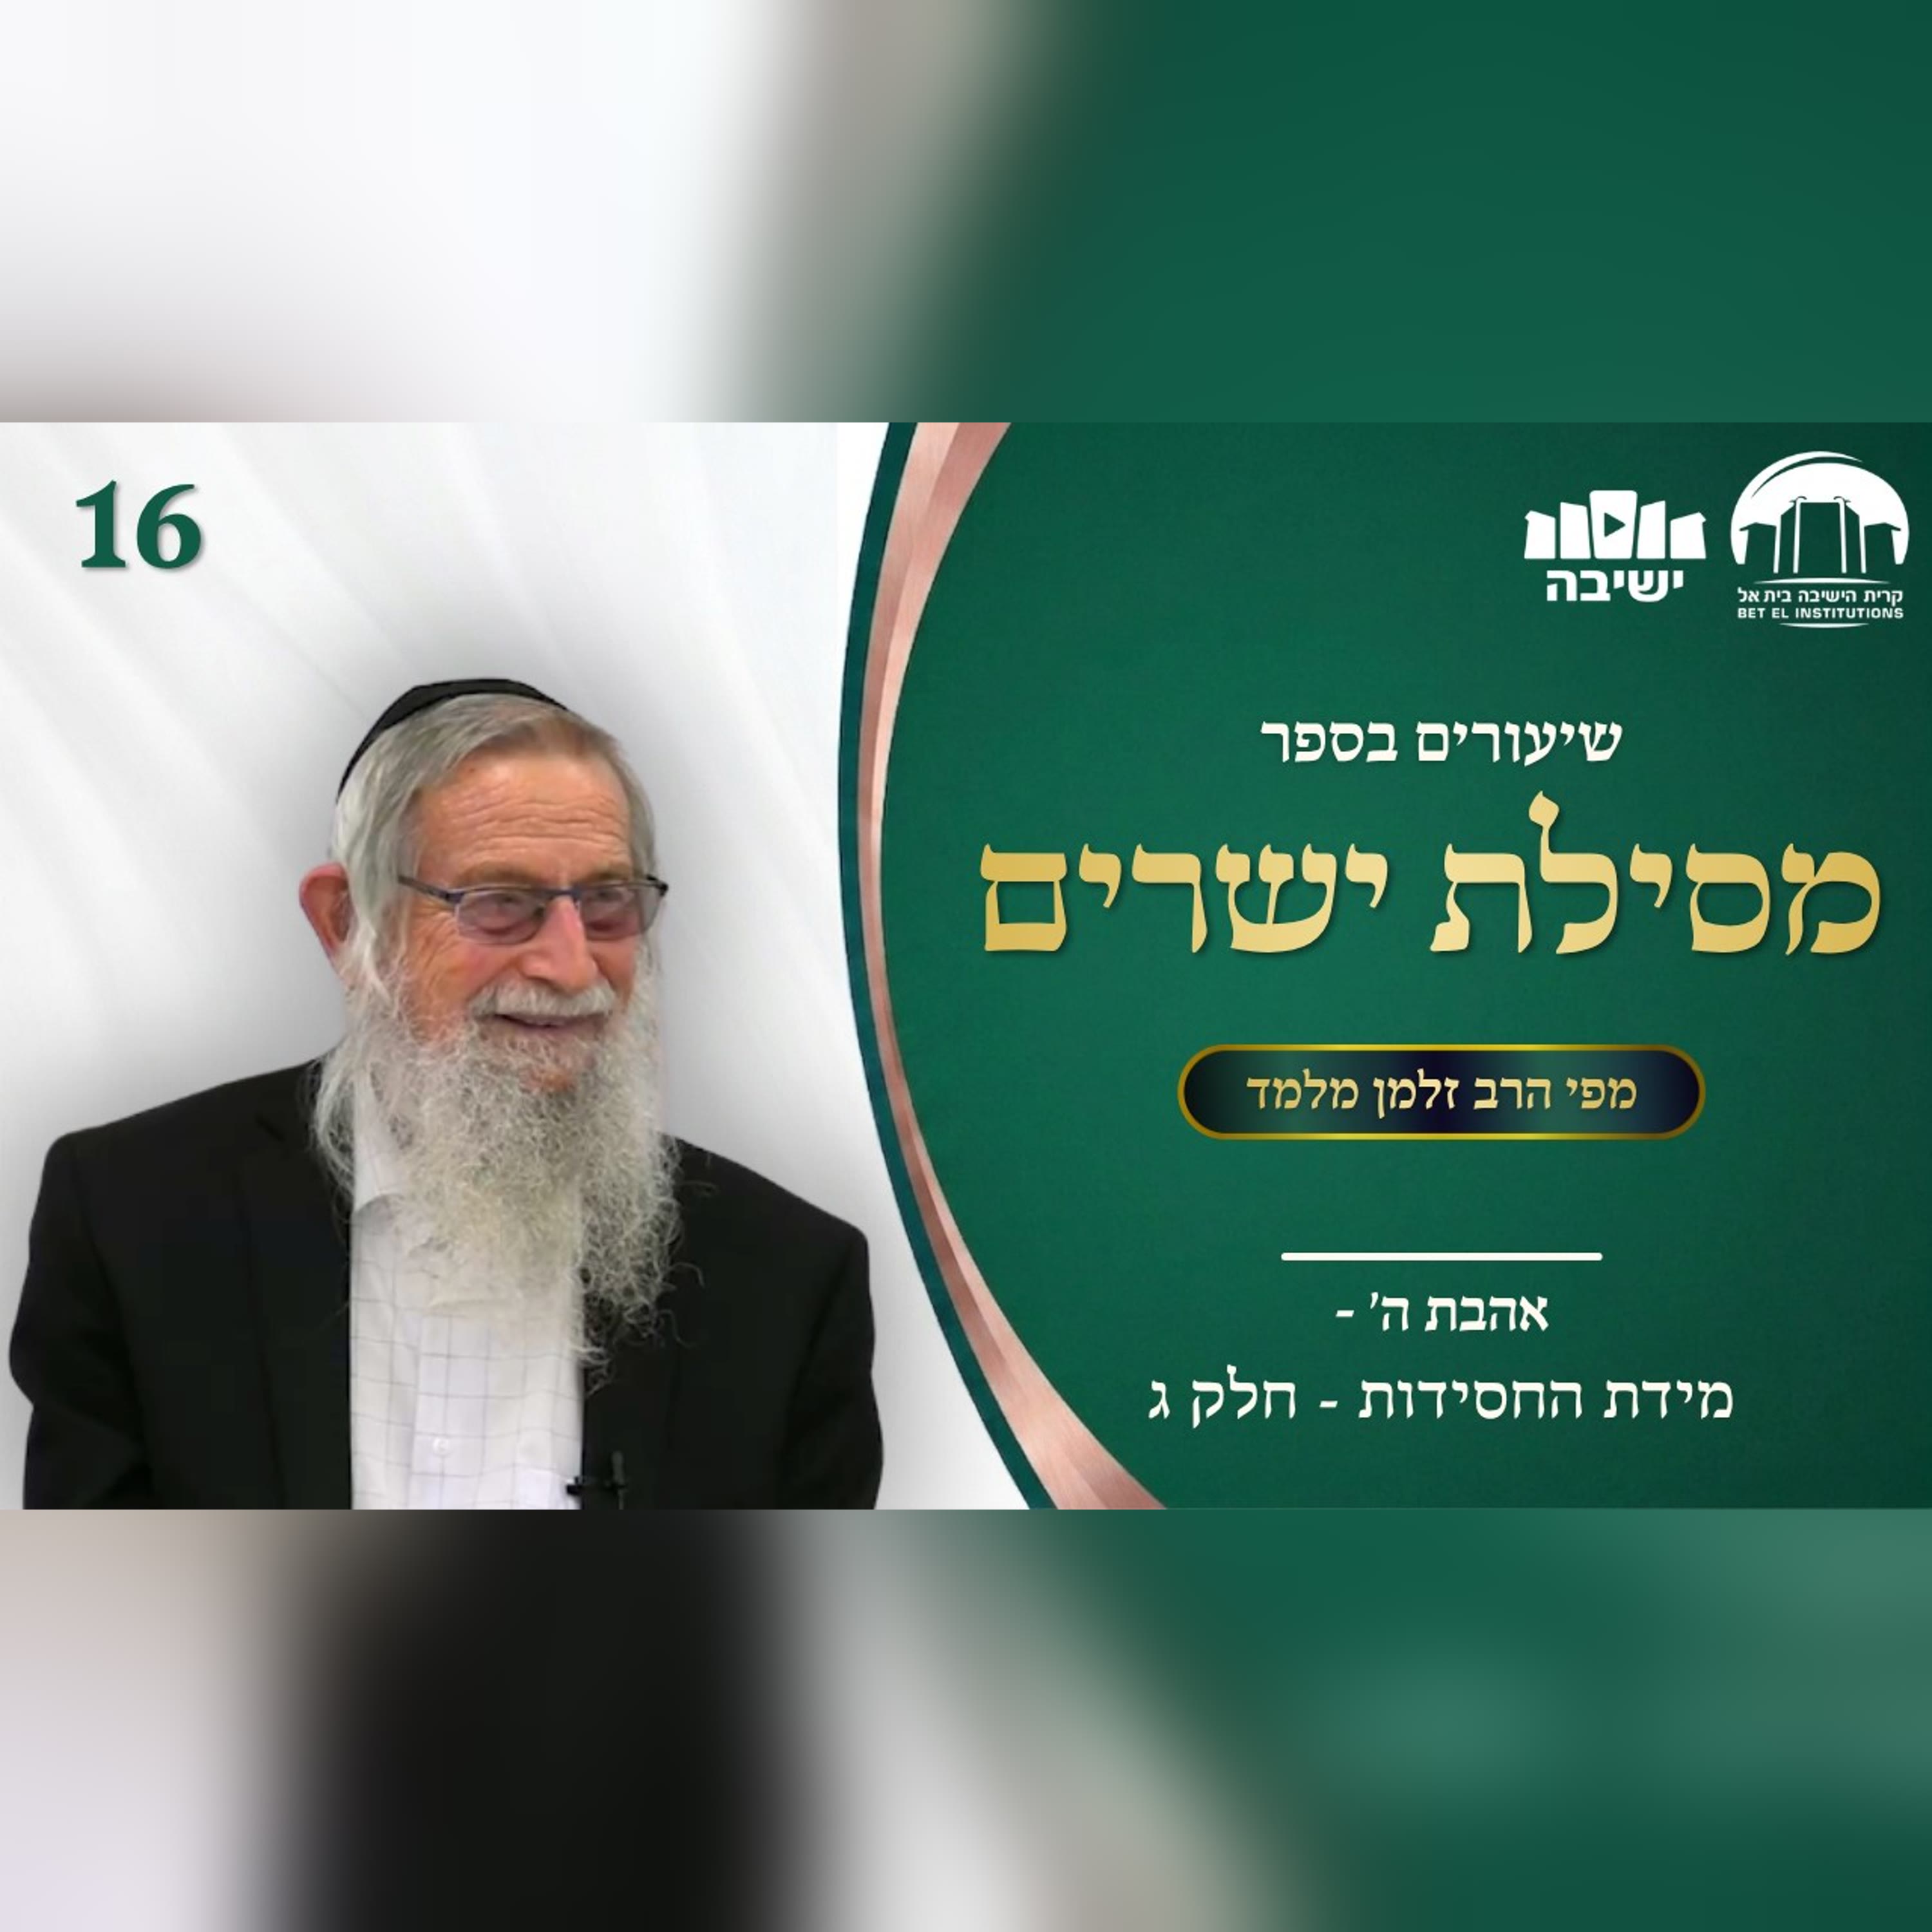 16
ישיבה
קרית הישיבה בית אל
BET EL INSTITUTIONS
שיעורים בספר
מסילת ישרים
מפי הרב זלמן מלמד
אהבת ה' -
מידת החסידות - חלק ג